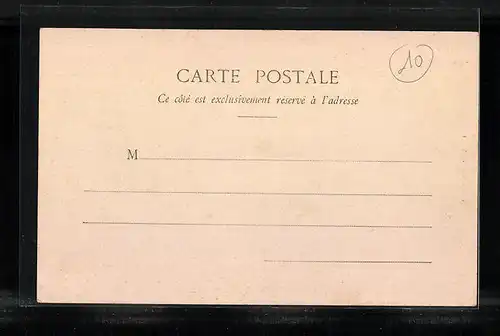 10
CARTE POSTALE
Ce côté est exclusivement réservé à l'adresse
M